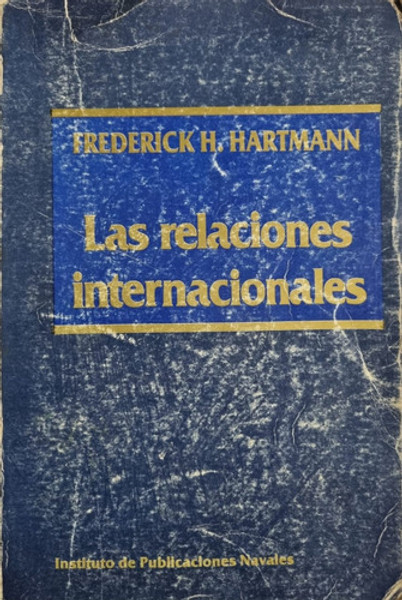 FREDERICK H. HARTMANN
Las relaciones
internacionales
Instituto de Publicaciones Navales